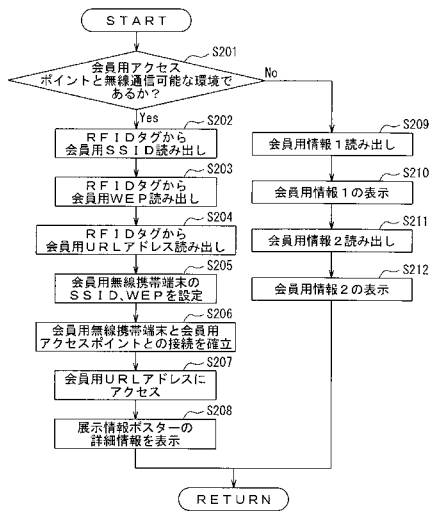 START
S201
会員用アクセス
ポイントと無線通信可能な環境で
あるか?
No
Yes
S202
RFIDタグから
会員用SSID読み出し
S203
RFIDタグから
会員用WEP読み出し
S204
RFIDタグから
会員用URLアドレス読み出し
S205
会員用無線携帯端末の
SSID、WEPを設定
S206
会員用無線携帯端末と会員用
アクセスポイントとの接続を確立
S207
会員用URLアドレスに
アクセス
S208
展示情報ポスターの
詳細情報を表示
S209
会員用情報1読み出し
S210
会員用情報1の表示
S211
会員用情報2読み出し
S212
会員用情報2の表示
RETURN